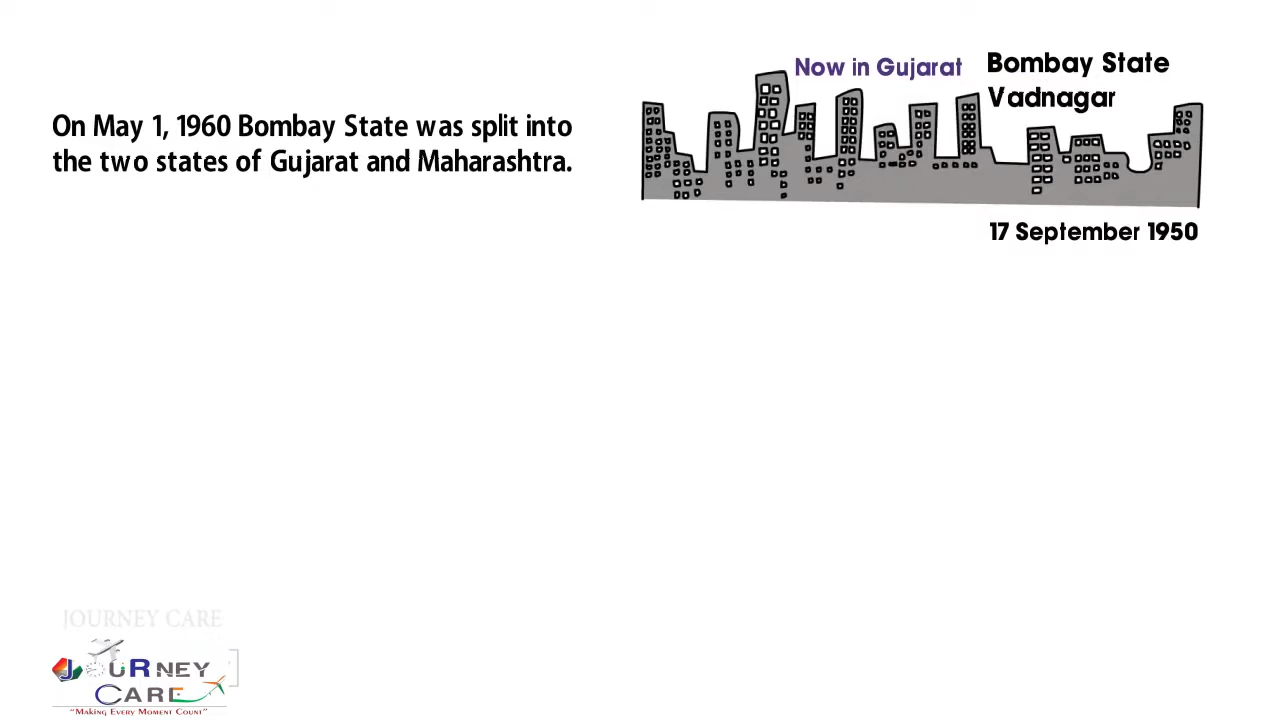 On May 1, 1960 Bombay State was split into
the two states of Gujarat and Maharashtra.
Now in Gujarat
Bombay State
Vadnagar
17 September 1950
JOURNEY CARE
JOURNEY
CARE
"MAKING EVERY MOMENT COUNT"